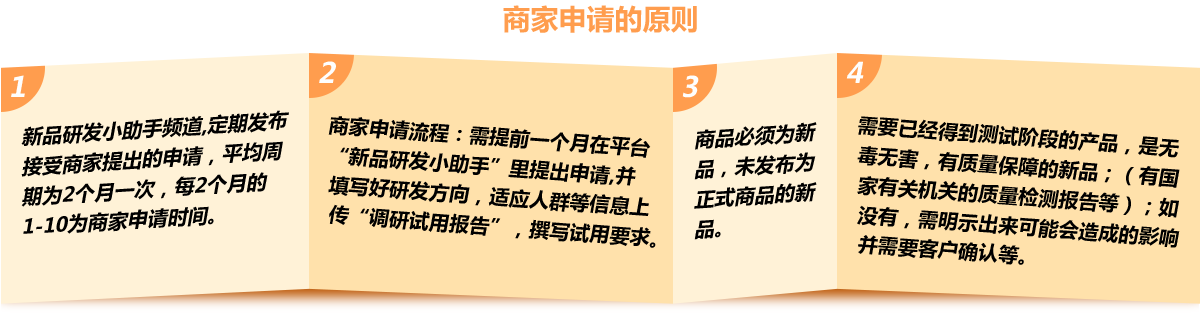 商家申请的原则
1
新品研发小助手频道,定期发布
接受商家提出的申请，平均周
期为2个月一次，每2个月的
1-10为商家申请时间。
2
商家申请流程：需提前一个月在平台
“新品研发小助手”里提出申请,并
填写好研发方向，适应人群等信息上
传“调研试用报告”，撰写试用要求。
3
商品必须为新
品，未发布为
正式商品的新
品。
4
需要已经得到测试阶段的产品，是无
毒无害，有质量保障的新品；（有国
家有关机关的质量检测报告等）；如
没有，需明示出来可能会造成的影响
并需要客户确认等。